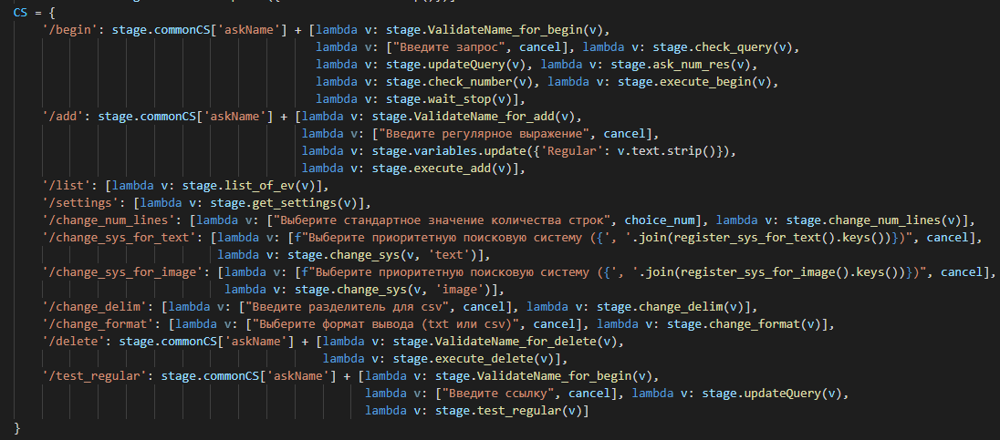 CS = {
'/begin': stage.commonCS['askName'] + [lambda v: stage.ValidateName_for_begin(v),
lambda v: ["Введите запрос", cancel], lambda v: stage.check_query(v),
lambda v: stage.updateQuery(v), lambda v: stage.ask_num_res(v),
lambda v: stage.check_number(v), lambda v: stage.execute_begin(v),
lambda v: stage.wait_stop(v)],
'/add': stage.commonCS['askName'] + [lambda v: stage.ValidateName_for_add(v),
lambda v: ["Введите регулярное выражение", cancel],
lambda v: stage.variables.update({'Regular': v.text.strip()}),
lambda v: stage.execute_add(v)],
'/list': [lambda v: stage.list_of_ev(v)],
'/settings': [lambda v: stage.get_settings(v)],
'/change_num_lines': [lambda v: ["Выберите стандартное значение количества строк", choice_num], lambda v: stage.change_num_lines(v)],
'/change_sys_for_text': [lambda v: [f"Выберите приоритетную поисковую систему ({', '.join(register_sys_for_text().keys())})", cancel],
lambda v: stage.change_sys(v, 'text')],
'/change_sys_for_image': [lambda v: [f"Выберите приоритетную поисковую систему ({', '.join(register_sys_for_image().keys())})", cancel],
lambda v: stage.change_sys(v, 'image')],
'/change_delim': [lambda v: ["Введите разделитель для csv", cancel], lambda v: stage.change_delim(v)],
'/change_format': [lambda v: ["Выберите формат вывода (txt или csv)", cancel], lambda v: stage.change_format(v)],
'/delete': stage.commonCS['askName'] + [lambda v: stage.ValidateName_for_delete(v),
lambda v: stage.execute_delete(v)],
'/test_regular': stage.commonCS['askName'] + [lambda v: stage.ValidateName_for_begin(v),
lambda v: ["Введите ссылку", cancel], lambda v: stage.updateQuery(v),
lambda v: stage.test_regular(v)]
}